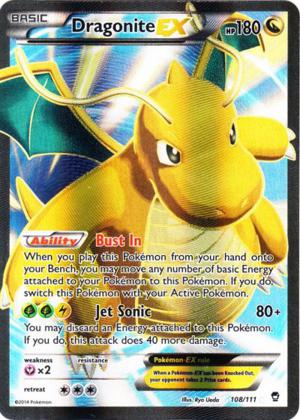 BASIC
Dragonite EX HP 180
Ability Bust In
When you play this Pokémon from your hand onto
your Bench, you may move any number of basic Energy
attached to your Pokémon to this Pokémon. If you do,
switch this Pokémon with your Active Pokémon.
Jet Sonic 80+
You may discard an Energy attached to this Pokémon.
If you do, this attack does 40 more damage.
weakness
×2
resistance
retreat
Pokémon-EX rule
When a Pokémon-EX has been Knocked Out,
your opponent takes 2 Prize cards.
©2014 Pokémon
Illus. Ryo Ueda
108/111